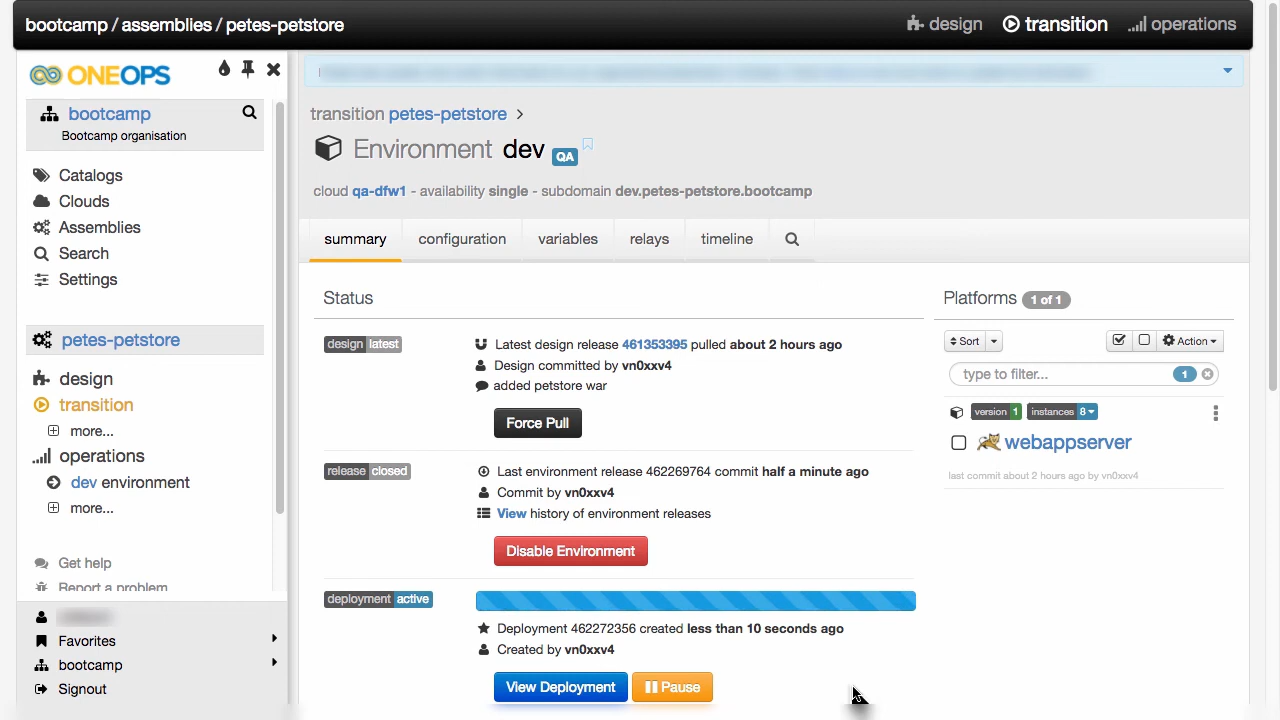 bootcamp / assemblies / petes-petstore
design
transition
operations
ONEOPS
bootcamp
Bootcamp organisation
Catalogs
Clouds
Assemblies
Search
Settings
petes-petstore
design
transition
more...
operations
dev environment
more...
Get help
Report a problem
Favorites
bootcamp
Signout
transition petes-petstore >
Environment dev QA
cloud qa-dfw1 - availability single - subdomain dev.petes-petstore.bootcamp
summary
configuration
variables
relays
timeline
Status
design latest
Latest design release 461353395 pulled about 2 hours ago
Design committed by vn0xxv4
added petstore war
Force Pull
release closed
Last environment release 462269764 commit half a minute ago
Commit by vn0xxv4
View history of environment releases
Disable Environment
deployment active
Deployment 462272356 created less than 10 seconds ago
Created by vn0xxv4
View Deployment
Pause
Platforms 1 of 1
Sort
Action
type to filter...
1
version 1 instances 8
webappserver
last commit about 2 hours ago by vn0xxv4